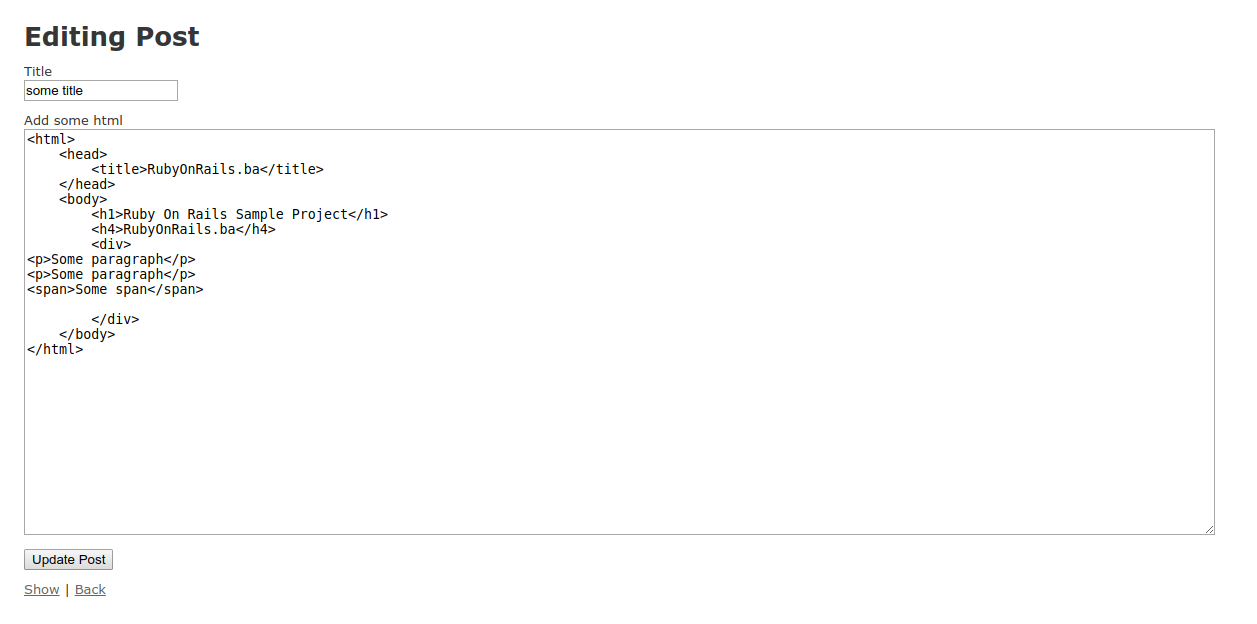 Editing Post
Title
some title
Add some html
<html>
    <head>
        <title>RubyOnRails.ba</title>
    </head>
    <body>
        <h1>Ruby On Rails Sample Project</h1>
        <h4>RubyOnRails.ba</h4>
        <div>
<p>Some paragraph</p>
<p>Some paragraph</p>
<span>Some span</span>

        </div>
    </body>
</html>
Update Post
Show | Back